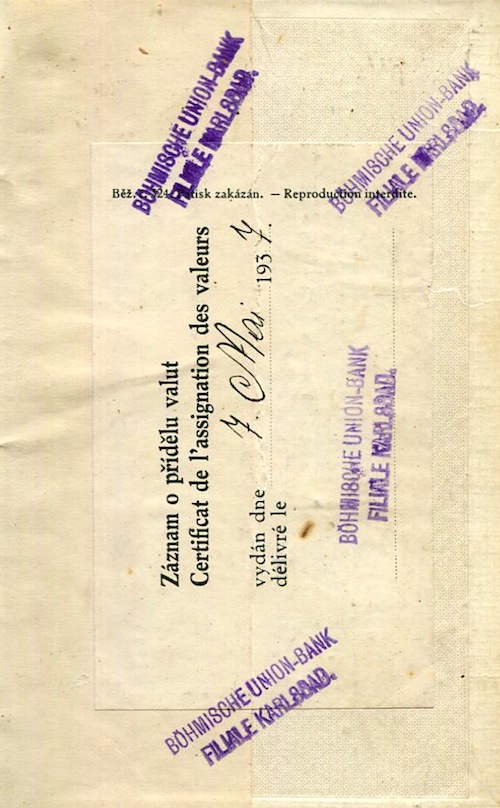 BÖHMISCHE UNION-BANK
FILIALE KARLSBAD.
BÖHMISCHE UNION-BANK
FILIALE KARLSBAD.
Běž. zakázán. — Reproduction interdite.
Záznam o přídělu valut
Certificat de l'assignation des valeurs
vydán dne
délivré le 7. Mai 1937.
BÖHMISCHE UNION-BANK
FILIALE KARLSBAD.
BÖHMISCHE UNION-BANK
FILIALE KARLSBAD.